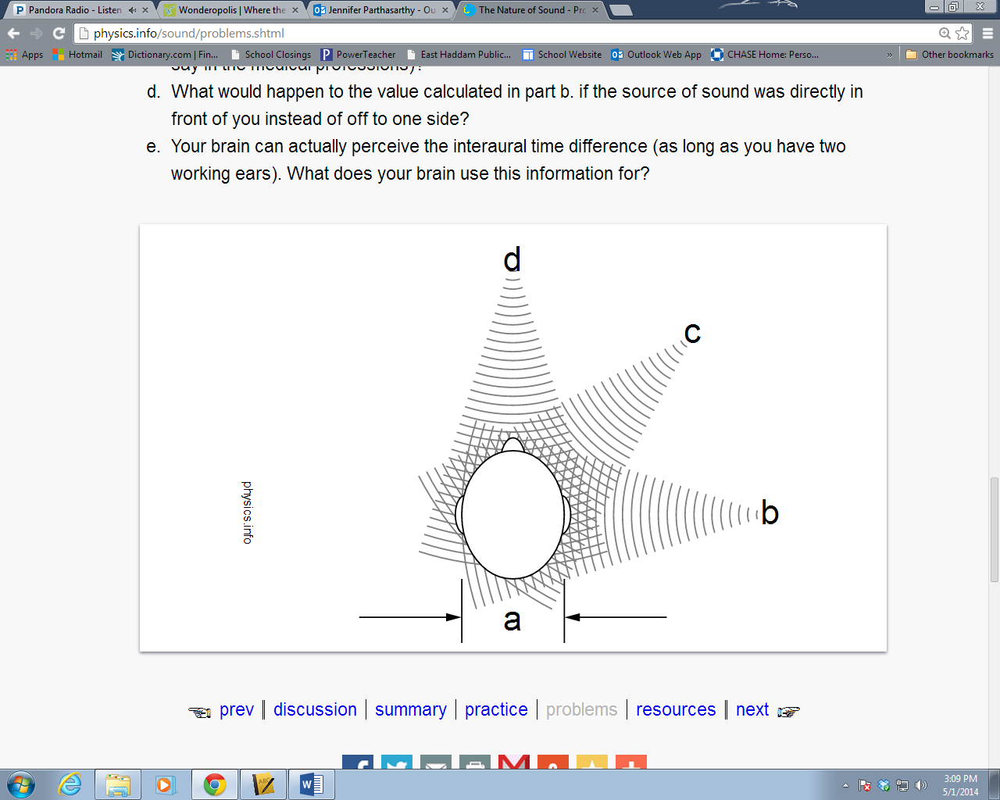 Pandora Radio - Listen
Wonderopolis | Where the
Jennifer Parthasarathy - Ou
The Nature of Sound - Pro
physics.info/sound/problems.shtml
Apps
Hotmail
Dictionary.com | Fin...
School Closings
PowerTeacher
East Haddam Public...
School Website
Outlook Web App
CHASE Home: Perso...
»
Other bookmarks
say in the medical professions)?
d. What would happen to the value calculated in part b. if the source of sound was directly in
front of you instead of off to one side?
e. Your brain can actually perceive the interaural time difference (as long as you have two
working ears). What does your brain use this information for?
d
c
b
physics.info
a
prev | discussion | summary | practice | problems | resources | next
3:09 PM
5/1/2014